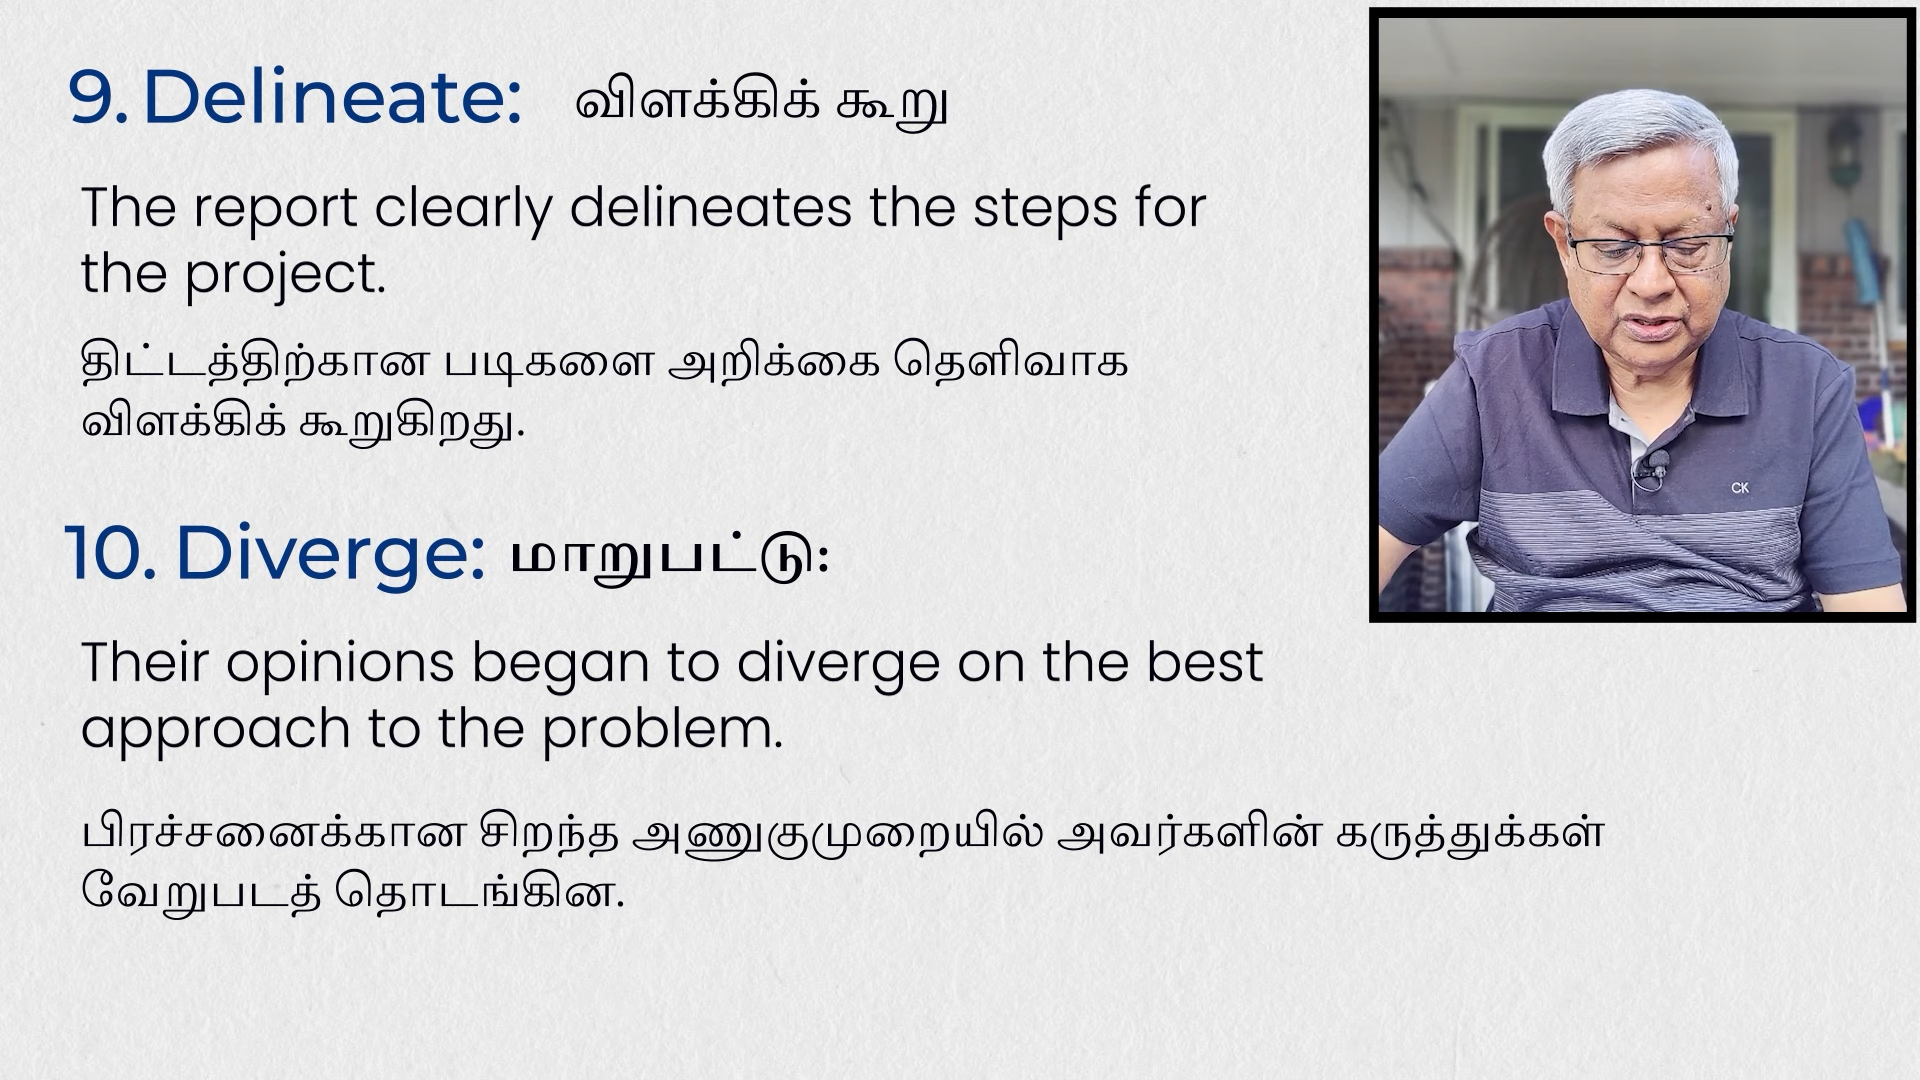 9. Delineate: விளக்கிக் கூறு
The report clearly delineates the steps for
the project.
திட்டத்திற்கான படிகளை அறிக்கை தெளிவாக
விளக்கிக் கூறுகிறது.
10. Diverge: மாறுபட்டு:
Their opinions began to diverge on the best
approach to the problem.
பிரச்சனைக்கான சிறந்த அணுகுமுறையில் அவர்களின் கருத்துக்கள்
வேறுபடத் தொடங்கின.
CK